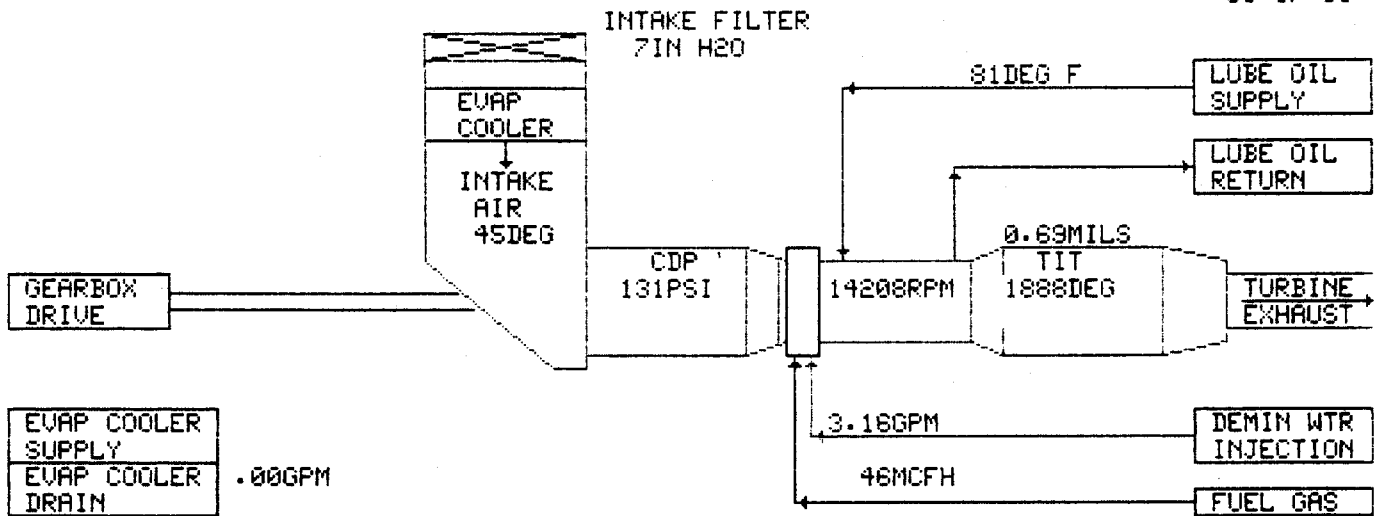 INTAKE FILTER
7IN H2O
81DEG F
LUBE OIL
SUPPLY
EVAP
COOLER
LUBE OIL
RETURN
INTAKE
AIR
45DEG
0.69MILS
CDP
131PSI
14208RPM
TIT
1888DEG
GEARBOX
DRIVE
TURBINE
EXHAUST
EVAP COOLER
SUPPLY
EVAP COOLER
DRAIN
.00GPM
3.16GPM
DEMIN WTR
INJECTION
46MCFH
FUEL GAS